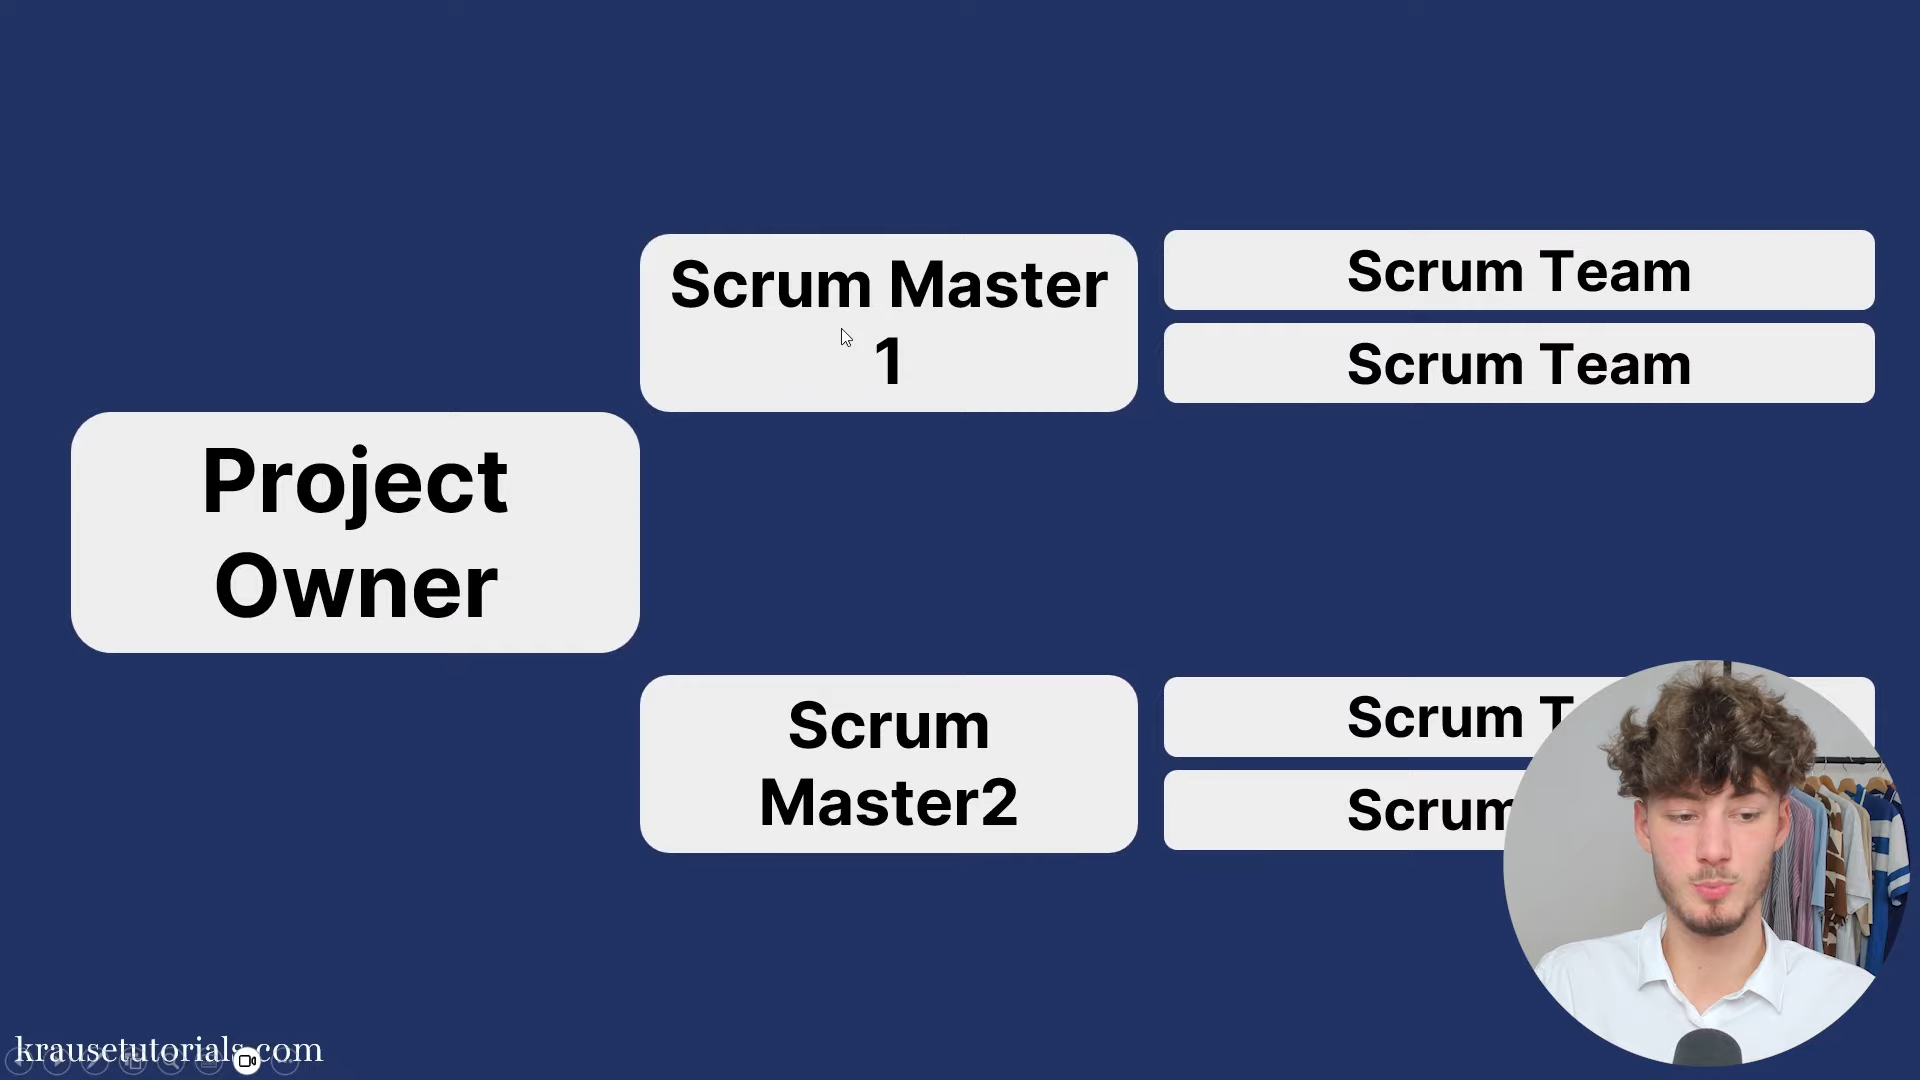 Project
Owner
Scrum Master
1
Scrum Team
Scrum Team
Scrum
Master2
Scrum
Scrum
krausetutorials.com